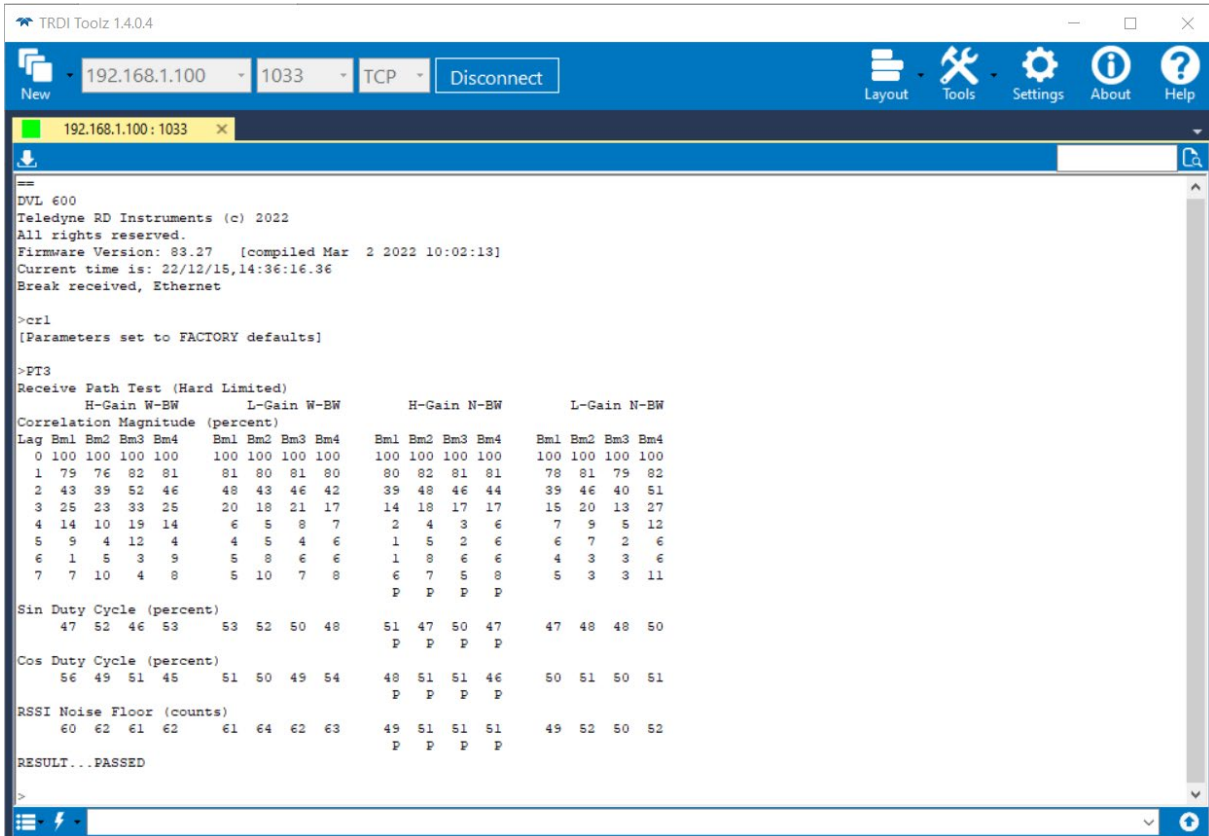 TRDI Toolz 1.4.0.4
New 192.168.1.100 1033 TCP Disconnect Layout Tools Settings About Help
192.168.1.100 : 1033
==
DVL 600
Teledyne RD Instruments (c) 2022
All rights reserved.
Firmware Version: 83.27   [compiled Mar  2 2022 10:02:13]
Current time is: 22/12/15,14:36:16.36
Break received, Ethernet
>cr1
[Parameters set to FACTORY defaults]
>PT3
Receive Path Test (Hard Limited)
H-Gain W-BW L-Gain W-BW H-Gain N-BW L-Gain N-BW
Correlation Magnitude (percent)
Lag Bm1 Bm2 Bm3 Bm4 Bm1 Bm2 Bm3 Bm4 Bm1 Bm2 Bm3 Bm4 Bm1 Bm2 Bm3 Bm4
0 100 100 100 100 100 100 100 100 100 100 100 100 100 100 100 100
1 79 76 82 81 81 80 81 80 80 82 81 81 78 81 79 82
2 43 39 52 46 48 43 46 42 39 48 46 44 39 46 40 51
3 25 23 33 25 20 18 21 17 14 18 17 17 15 20 13 27
4 14 10 19 14 6 5 8 7 2 4 3 6 7 9 5 12
5 9 4 12 4 4 5 4 6 1 5 2 6 6 7 2 6
6 1 5 3 9 5 8 6 6 1 8 6 6 4 3 3 6
7 7 10 4 8 5 10 7 8 6 7 5 8 5 3 3 11
P P P P
Sin Duty Cycle (percent)
47 52 46 53 53 52 50 48 51 47 50 47 47 48 48 50
P P P P
Cos Duty Cycle (percent)
56 49 51 45 51 50 49 54 48 51 51 46 50 51 50 51
P P P P
RSSI Noise Floor (counts)
60 62 61 62 61 64 62 63 49 51 51 51 49 52 50 52
P P P P
RESULT...PASSED
>